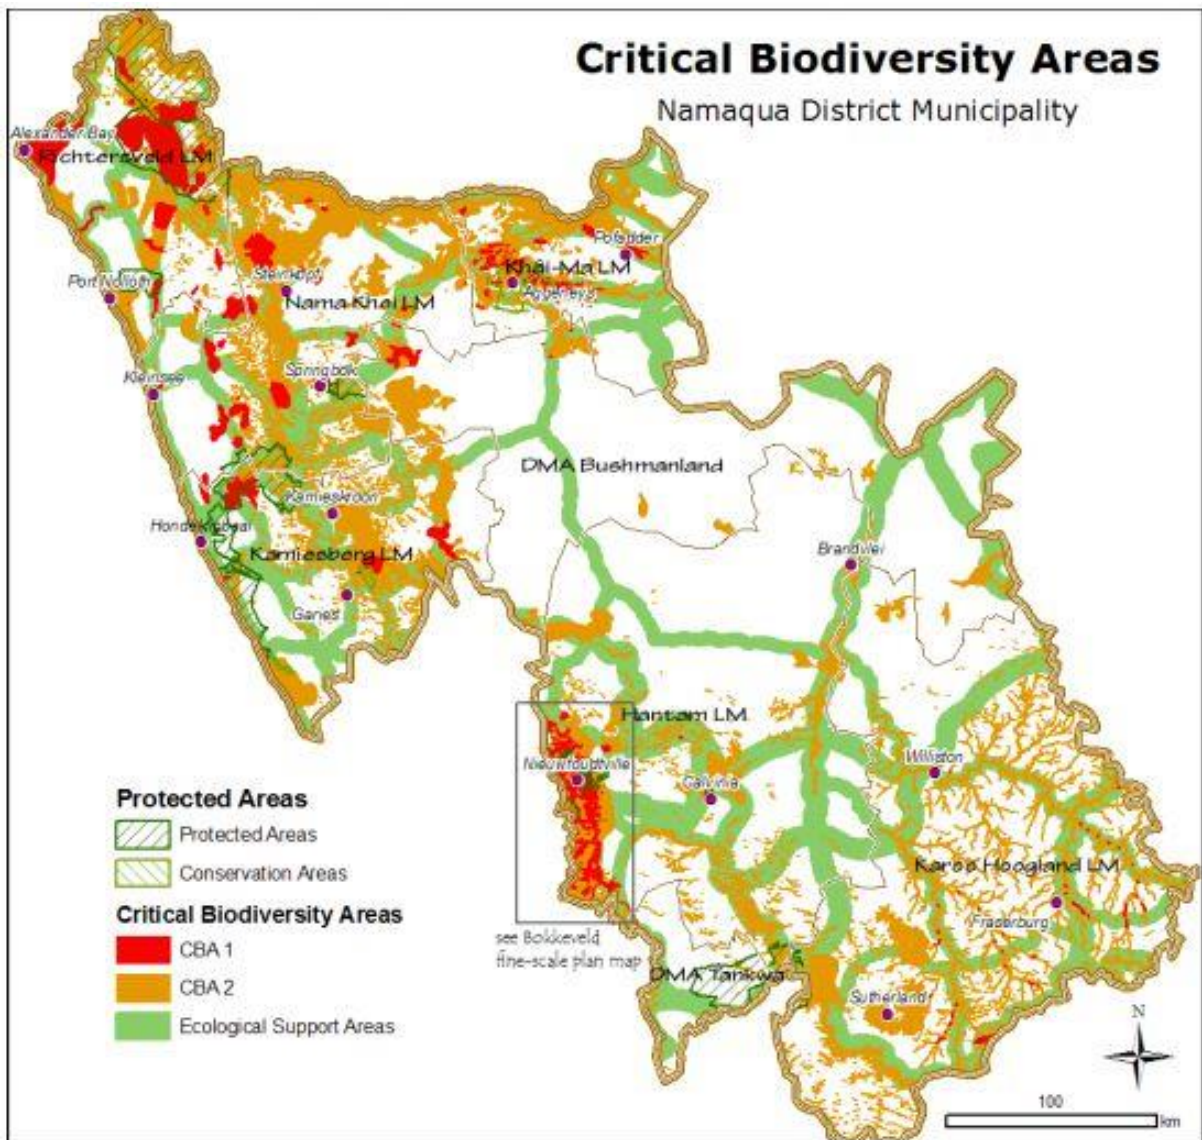 Critical Biodiversity Areas
Namaqua District Municipality
Alexander Bay
Richtersveld LM
Pofadder
Khâi-Ma LM
Aggeneys
Steinkopf
Nama Khoi LM
Port Nolloth
Springbok
Kleinsee
DMA Bushmanland
Kamieskroon
Hondeklipbaai
Kamiesberg LM
Brandvlei
Garies
Hantam LM
Nieuwoudtville
Calvinia
Williston
Karoo Hoogland LM
Fraserburg
see Bokkeveld
fine-scale plan map
DMA Tankwa
Sutherland
Protected Areas
Protected Areas
Conservation Areas
Critical Biodiversity Areas
CBA 1
CBA 2
Ecological Support Areas
N
100
km